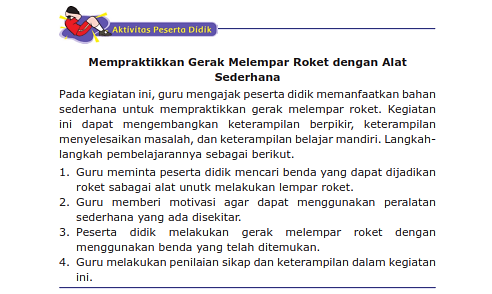 Aktivitas Peserta Didik
Mempraktikkan Gerak Melempar Roket dengan Alat
Sederhana
Pada kegiatan ini, guru mengajak peserta didik memanfaatkan bahan
sederhana untuk mempraktikkan gerak melempar roket. Kegiatan
ini dapat mengembangkan keterampilan berpikir, keterampilan
menyelesaikan masalah, dan keterampilan belajar mandiri. Langkah-
langkah pembelajarannya sebagai berikut.
1. Guru meminta peserta didik mencari benda yang dapat dijadikan
roket sabagai alat unutk melakukan lempar roket.
2. Guru memberi motivasi agar dapat menggunakan peralatan
sederhana yang ada disekitar.
3. Peserta didik melakukan gerak melempar roket dengan
menggunakan benda yang telah ditemukan.
4. Guru melakukan penilaian sikap dan keterampilan dalam kegiatan
ini.